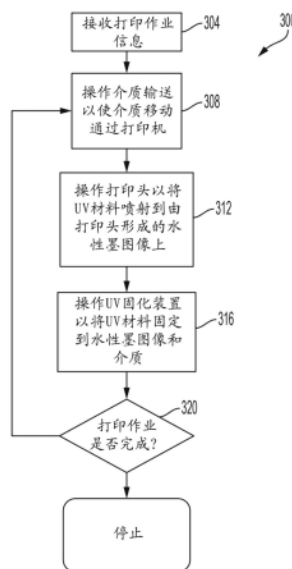 接收打印作业
信息
304
300
操作介质输送
以使介质移动
通过打印机
308
操作打印头以将
UV材料喷射到由
打印头形成的水
性墨图像上
312
操作UV固化装置
以将UV材料固定
到水性墨图像和
介质
316
320
打印作业
是否完成?
停止